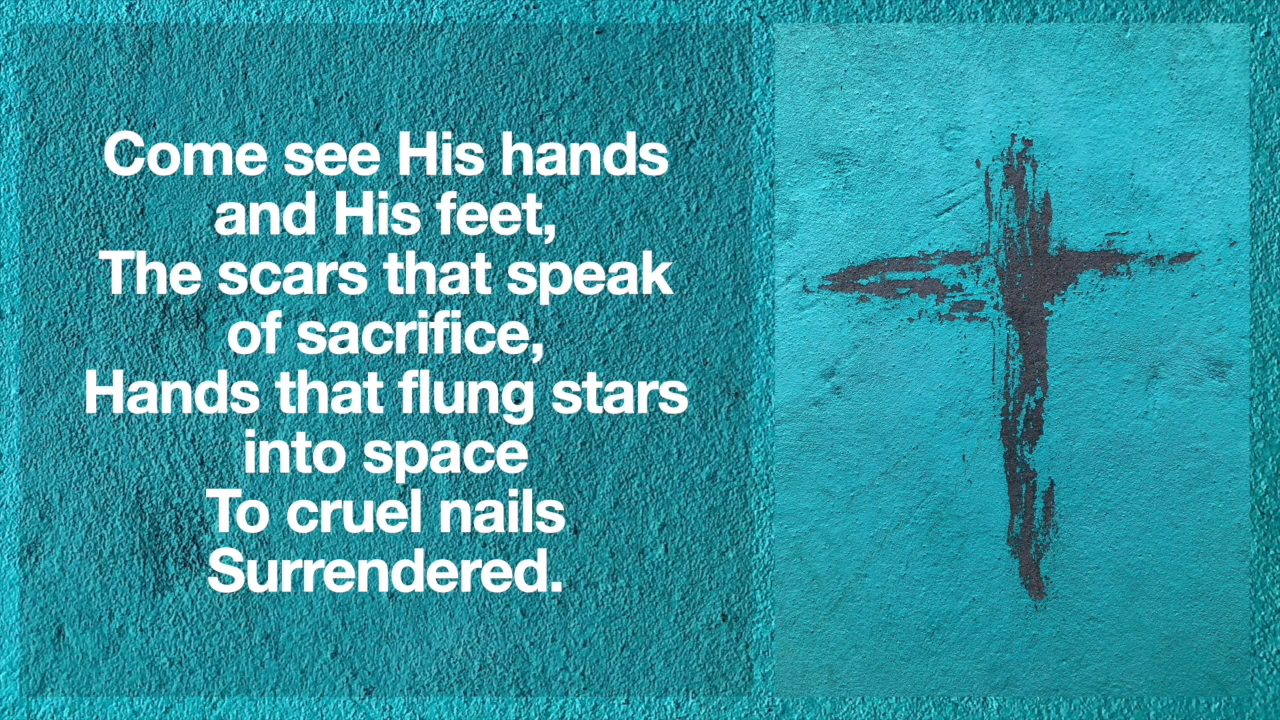 Come see His hands
and His feet,
The scars that speak
of sacrifice,
Hands that flung stars
into space
To cruel nails
Surrendered.